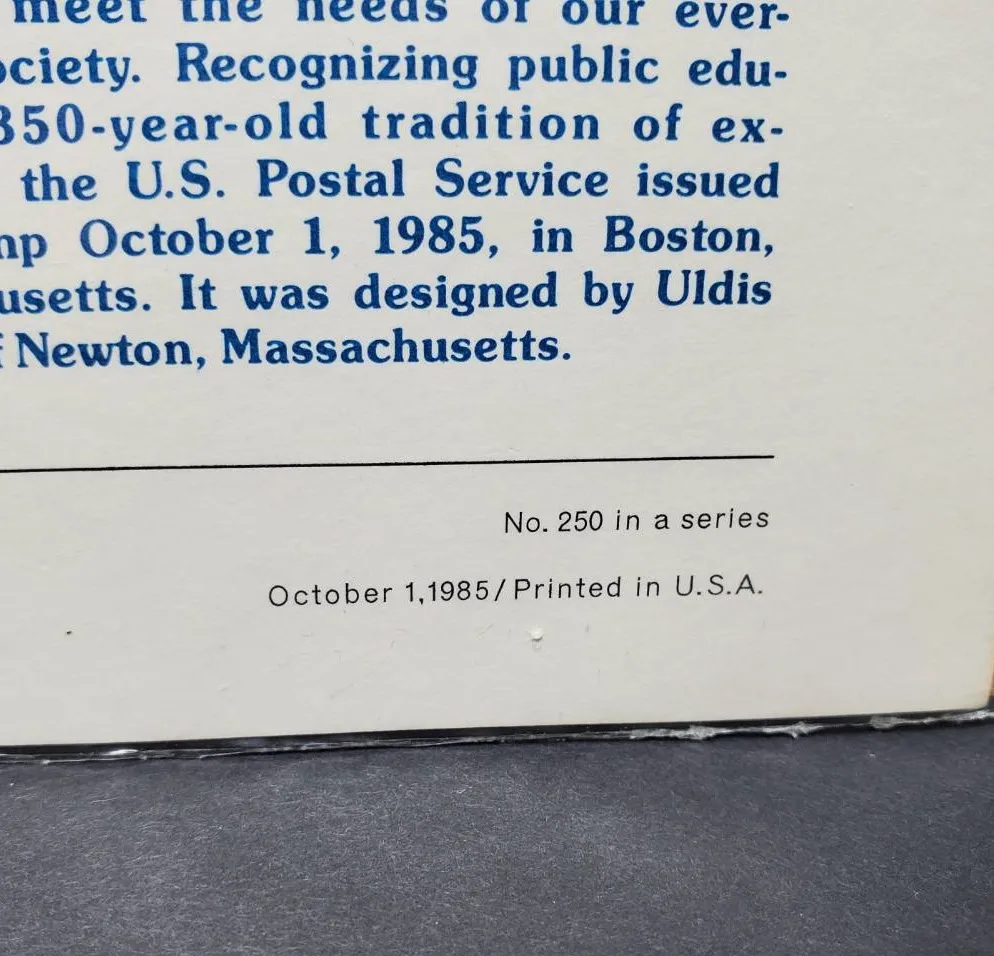 meet the needs of our ever-
ociety. Recognizing public edu-
350-year-old tradition of ex-
the U.S. Postal Service issued
mp October 1, 1985, in Boston,
usetts. It was designed by Uldis
f Newton, Massachusetts.
No. 250 in a series
October 1,1985/Printed in U.S.A.